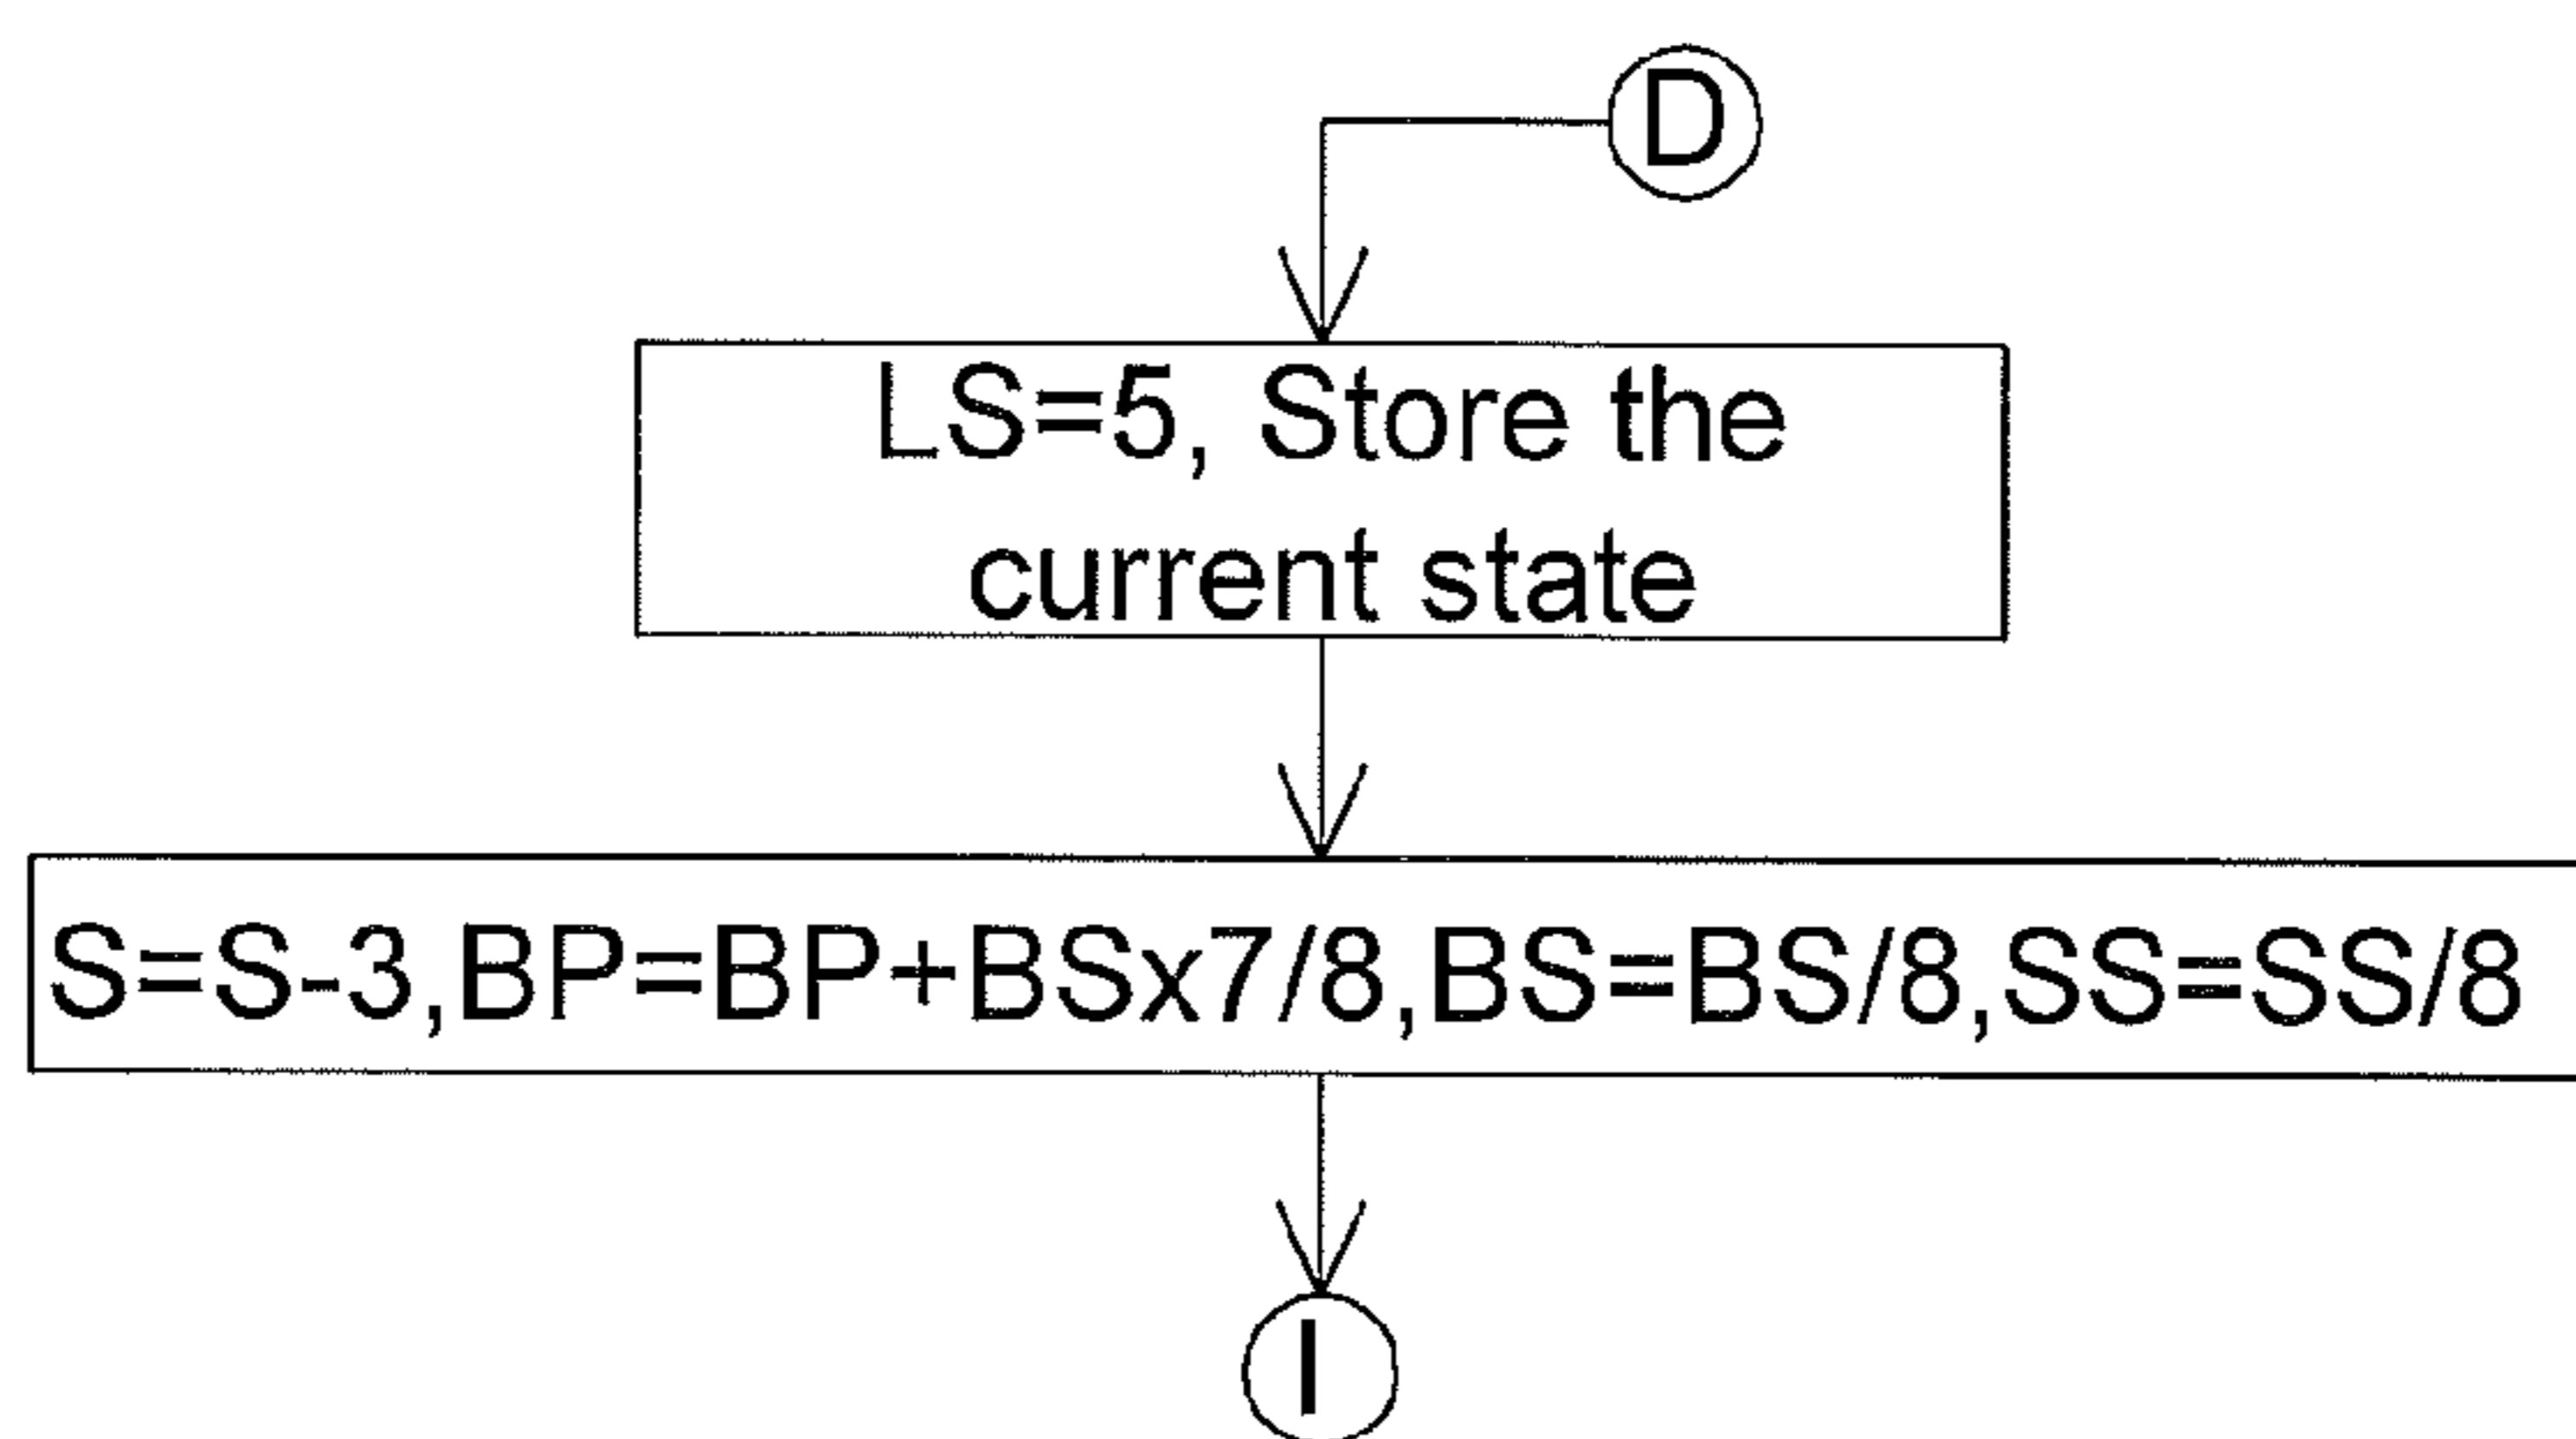 D
LS=5, Store the
current state
S=S-3,BP=BP+BSx7/8,BS=BS/8,SS=SS/8
I